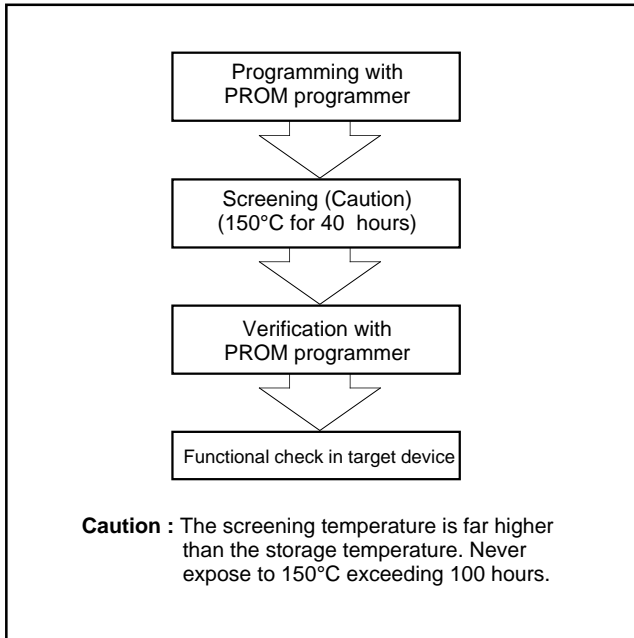 Programming with
PROM programmer
Screening (Caution)
(150°C for 40 hours)
Verification with
PROM programmer
Functional check in target device
Caution : The screening temperature is far higher
than the storage temperature. Never
expose to 150°C exceeding 100 hours.